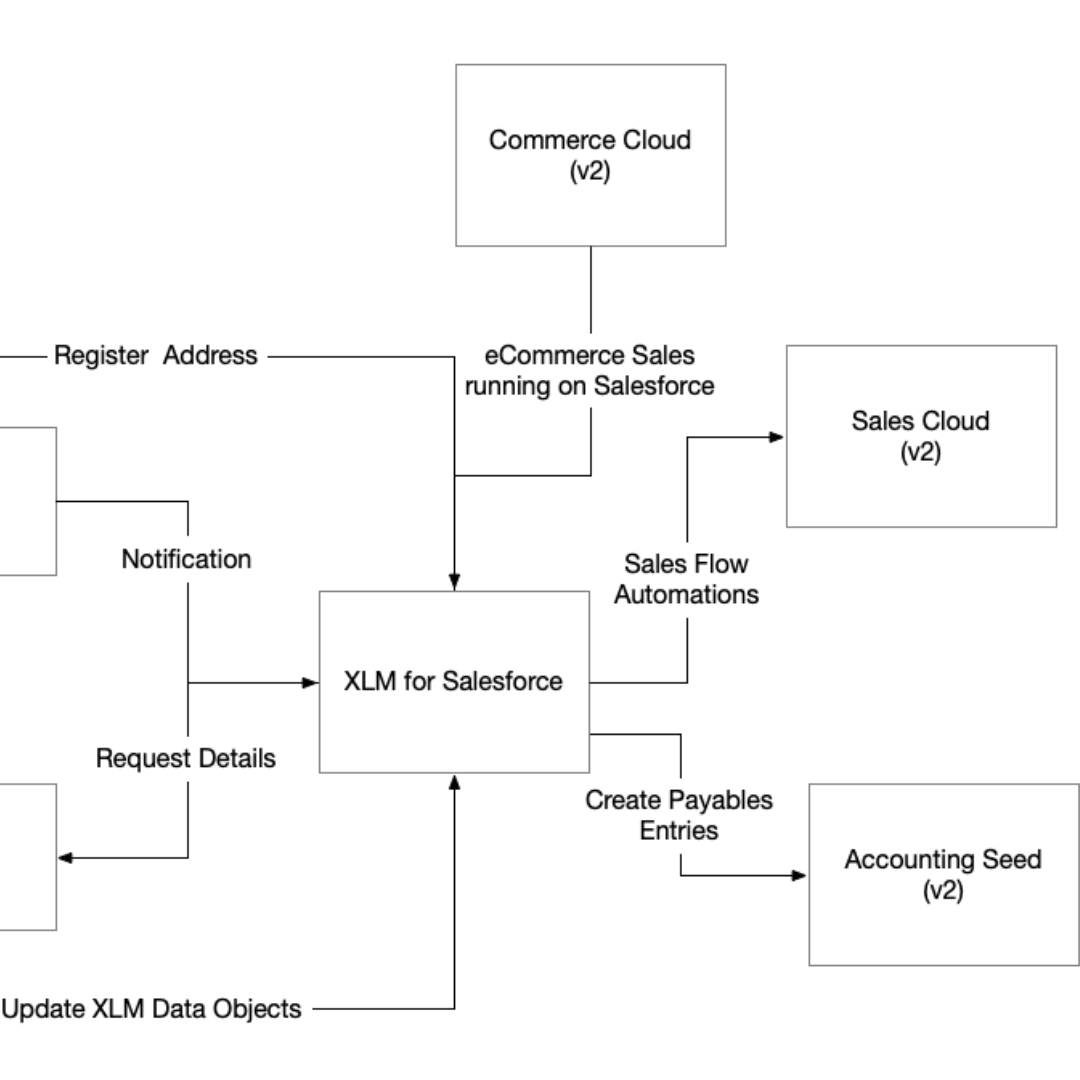 Commerce Cloud
(v2)
Register  Address
eCommerce Sales
running on Salesforce
Sales Cloud
(v2)
Notification
Sales Flow
Automations
XLM for Salesforce
Request Details
Create Payables
Entries
Accounting Seed
(v2)
Update XLM Data Objects